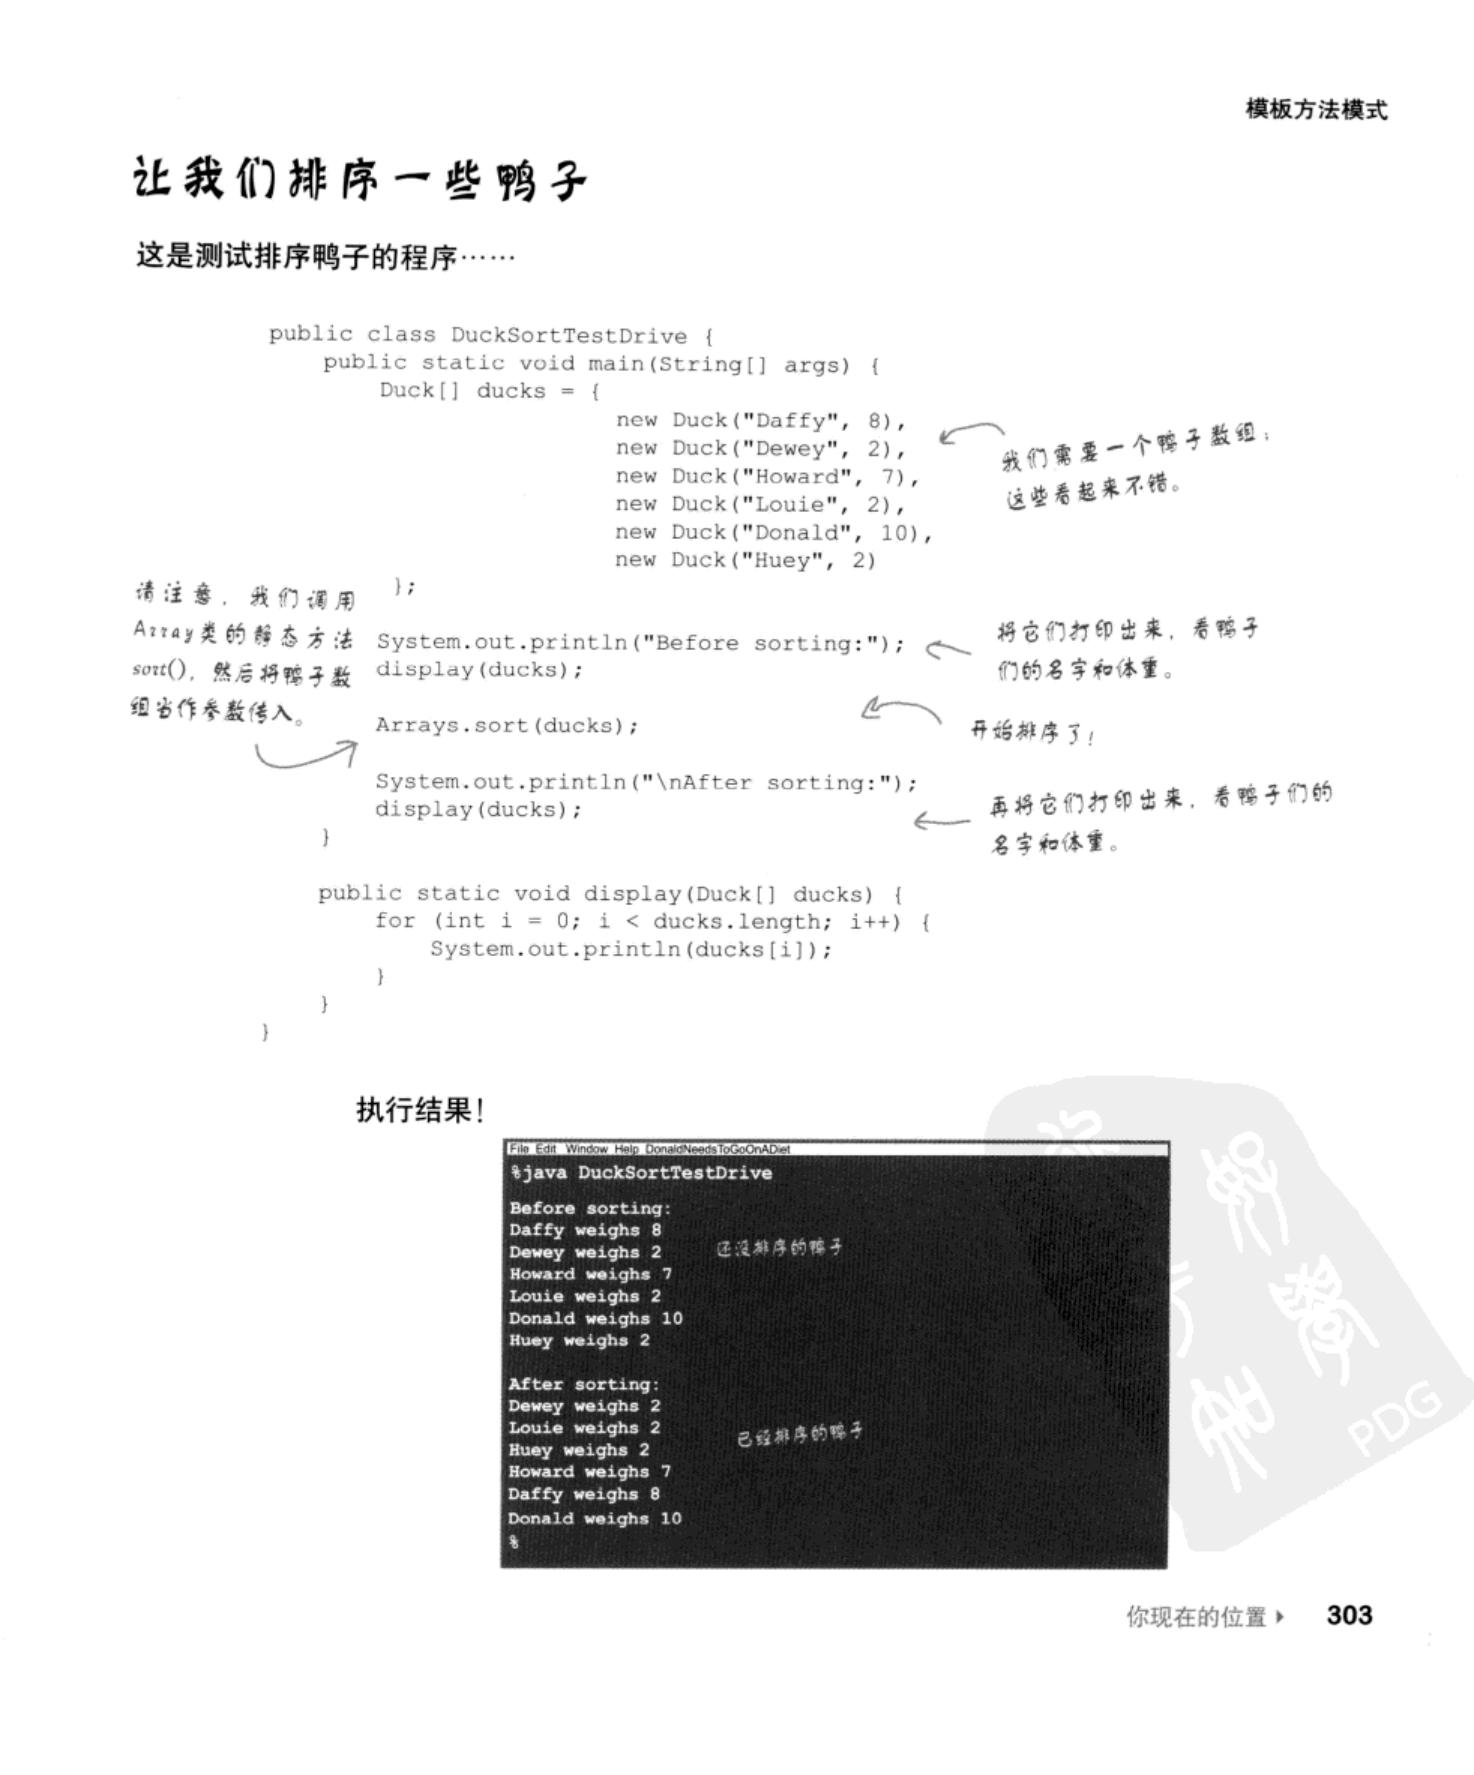 模板方法模式
让我们排序一些鸭子
这是测试排序鸭子的程序……
public class DuckSortTestDrive {
public static void main(String[] args) {
Duck[] ducks = {
new Duck("Daffy", 8),
new Duck("Dewey", 2),
new Duck("Howard", 7),
new Duck("Louie", 2),
new Duck("Donald", 10),
new Duck("Huey", 2)
};
我们需要一个鸭子数组；
这些看起来不错。
请注意，我们调用
Array类的静态方法
sort()，然后将鸭子数
组当作参数传入。
System.out.println("Before sorting:");
display(ducks);
将它们打印出来，看鸭子
们的名字和体重。
Arrays.sort(ducks);
开始排序了！
System.out.println("\nAfter sorting:");
display(ducks);
再将它们打印出来，看鸭子们的
名字和体重。
}
public static void display(Duck[] ducks) {
for (int i = 0; i < ducks.length; i++) {
System.out.println(ducks[i]);
}
}
}
执行结果！
File Edit Window Help DonaldNeedsToGoOnADiet
%java DuckSortTestDrive
Before sorting:
Daffy weighs 8
Dewey weighs 2
还没排序的鸭子
Howard weighs 7
Louie weighs 2
Donald weighs 10
Huey weighs 2
After sorting:
Dewey weighs 2
Louie weighs 2
已经排序的鸭子
Huey weighs 2
Howard weighs 7
Daffy weighs 8
Donald weighs 10
%
PDG
你现在的位置 303